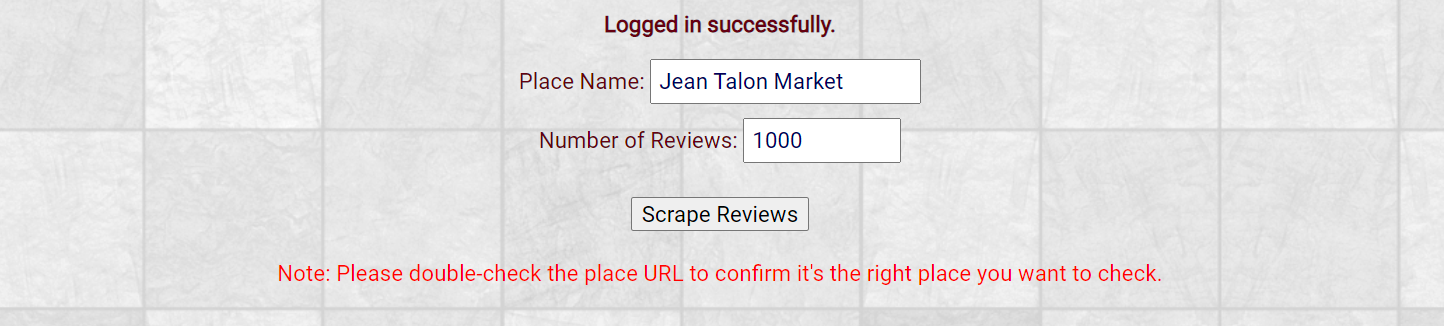 Logged in successfully.
Place Name: Jean Talon Market
Number of Reviews: 1000
Scrape Reviews
Note: Please double-check the place URL to confirm it's the right place you want to check.